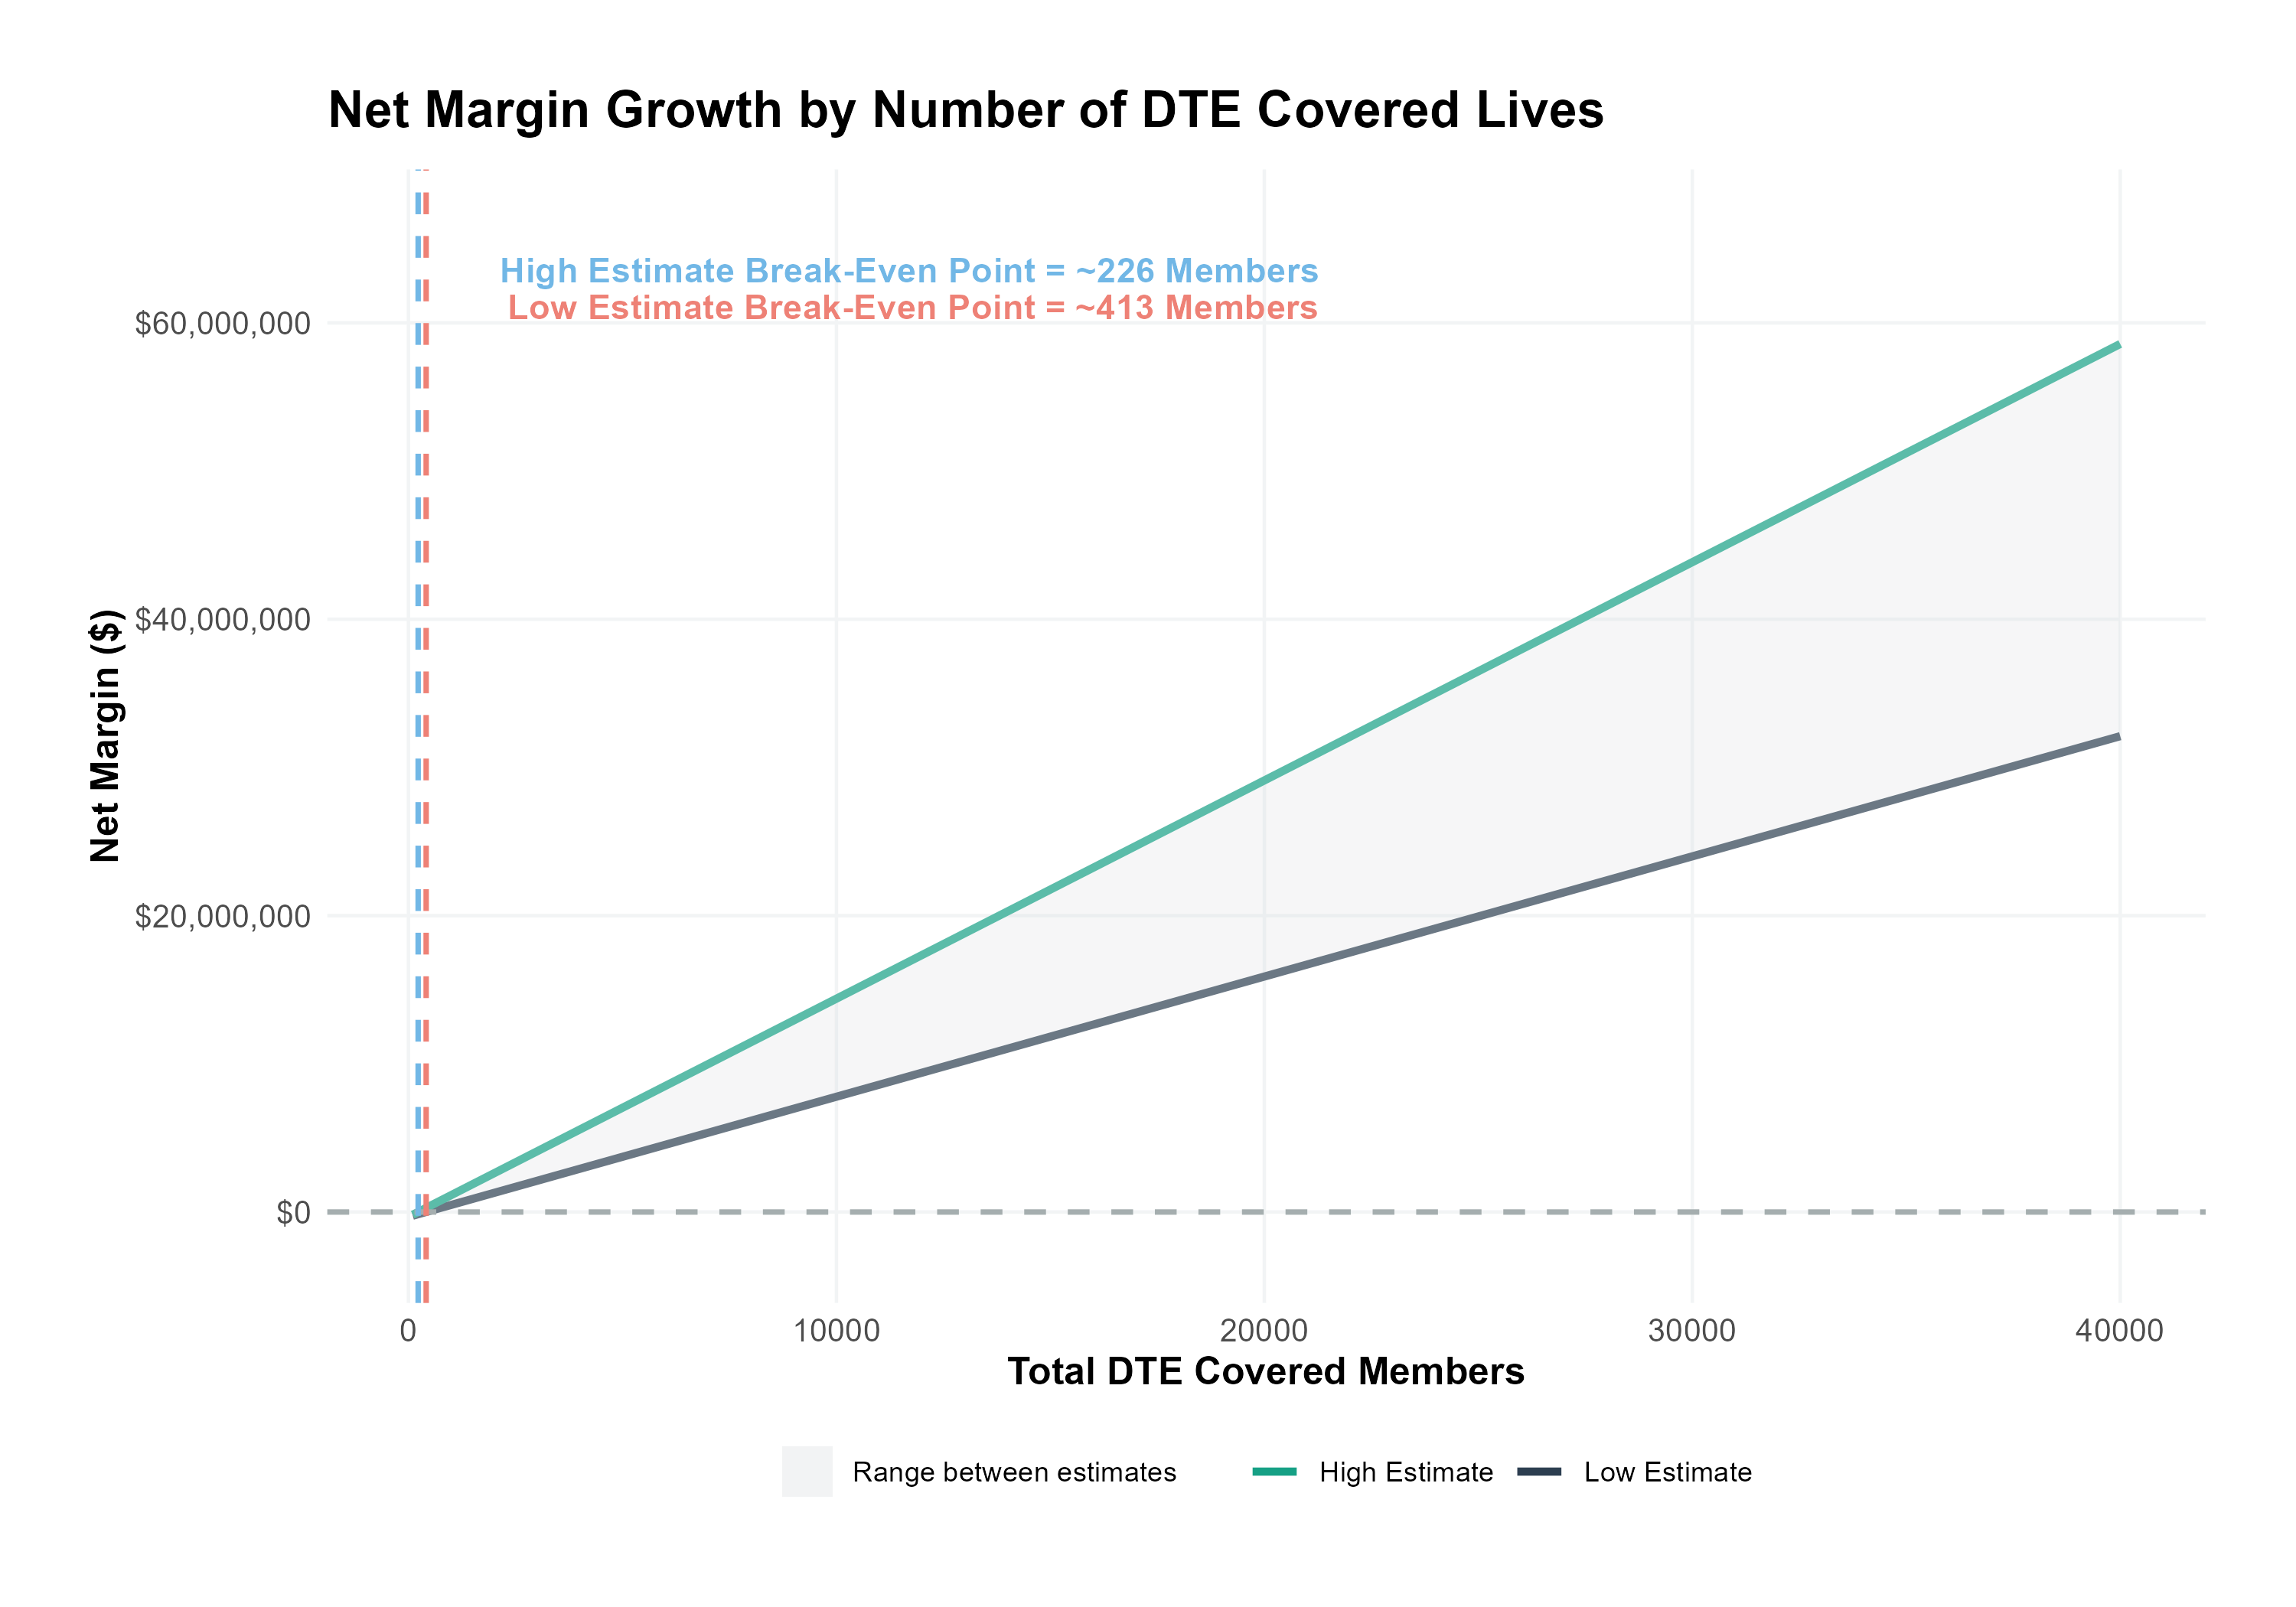 Net Margin Growth by Number of DTE Covered Lives
High Estimate Break-Even Point = ~226 Members
Low Estimate Break-Even Point = ~413 Members
Net Margin ($)
$60,000,000
$40,000,000
$20,000,000
$0
0 10000 20000 30000 40000
Total DTE Covered Members
Range between estimates High Estimate Low Estimate